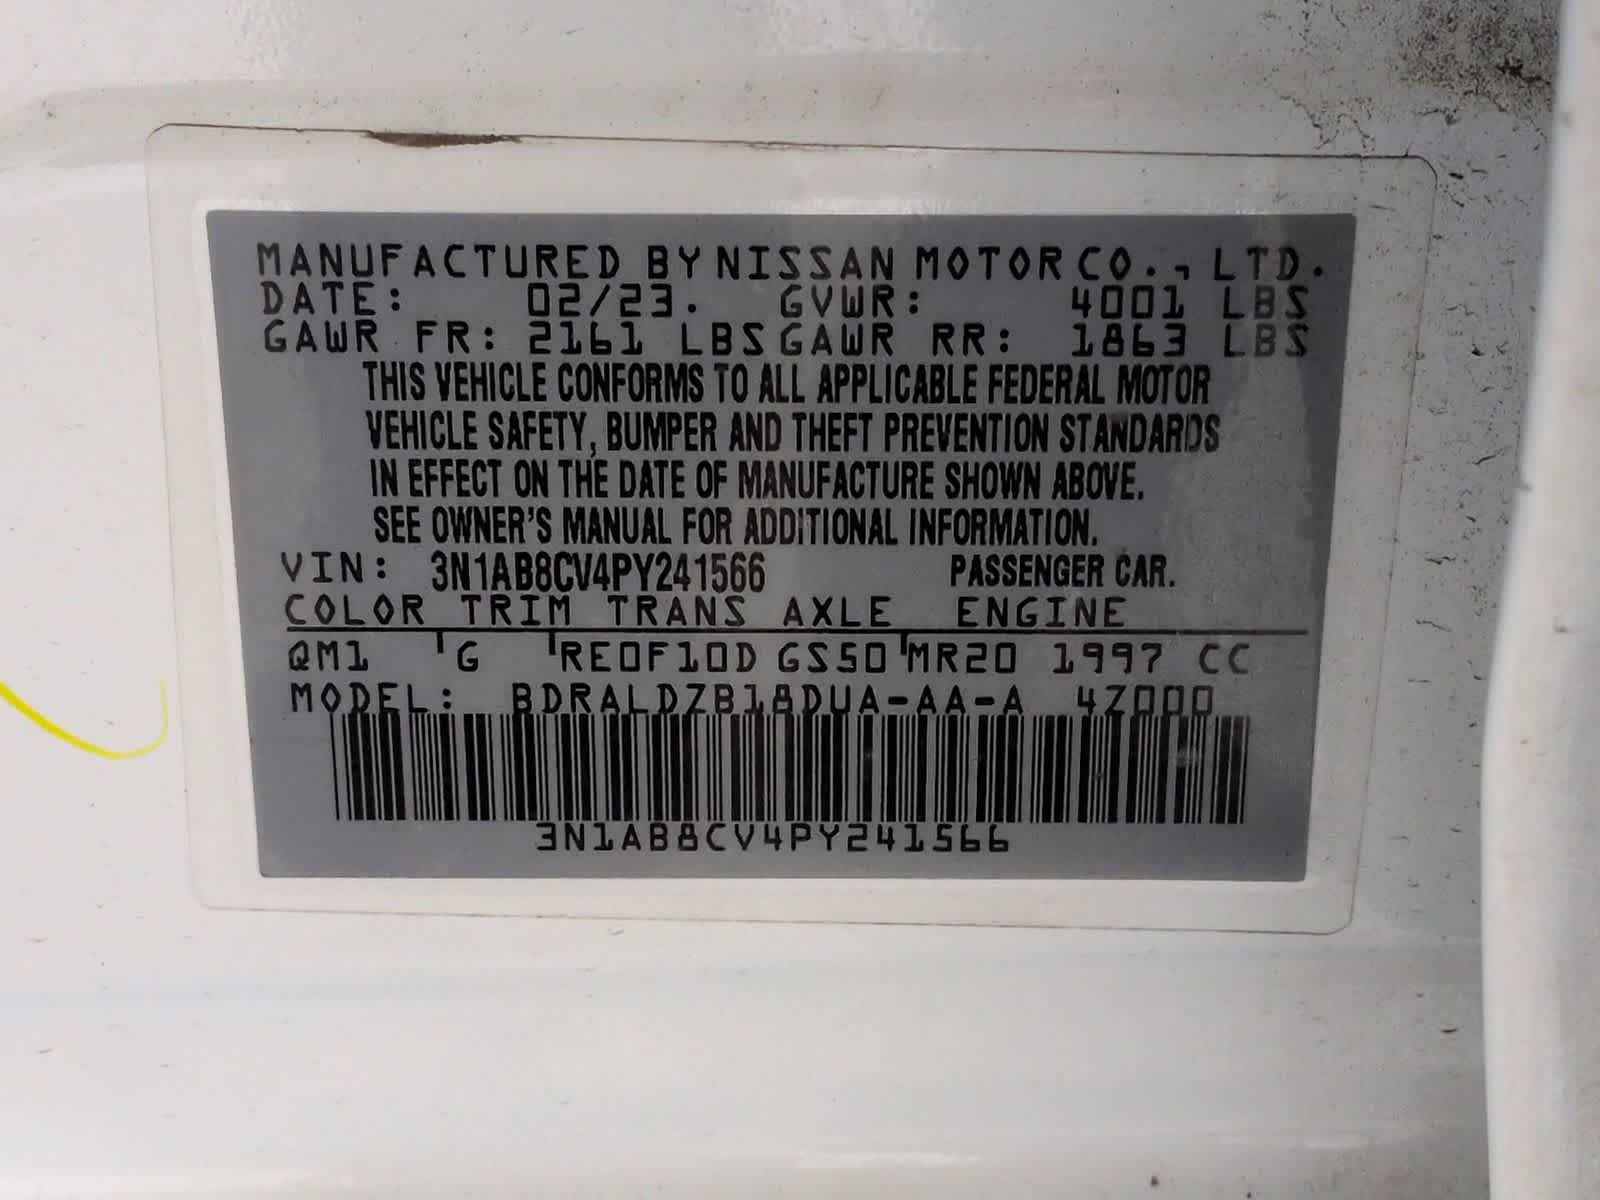 MANUFACTURED BY NISSAN MOTOR CO., LTD.
DATE: 02/23. GVWR: 4001 LBS
GAWR FR: 2161 LBS GAWR RR: 1863 LBS
THIS VEHICLE CONFORMS TO ALL APPLICABLE FEDERAL MOTOR
VEHICLE SAFETY, BUMPER AND THEFT PREVENTION STANDARDS
IN EFFECT ON THE DATE OF MANUFACTURE SHOWN ABOVE.
SEE OWNER'S MANUAL FOR ADDITIONAL INFORMATION.
VIN: 3N1AB8CV4PY241566 PASSENGER CAR.
COLOR TRIM TRANS AXLE ENGINE
QM1 G RE0F10D GS50 MR20 1997 CC
MODEL: BDRALDZB18DUA-AA-A 4Z000
3N1AB8CV4PY241566